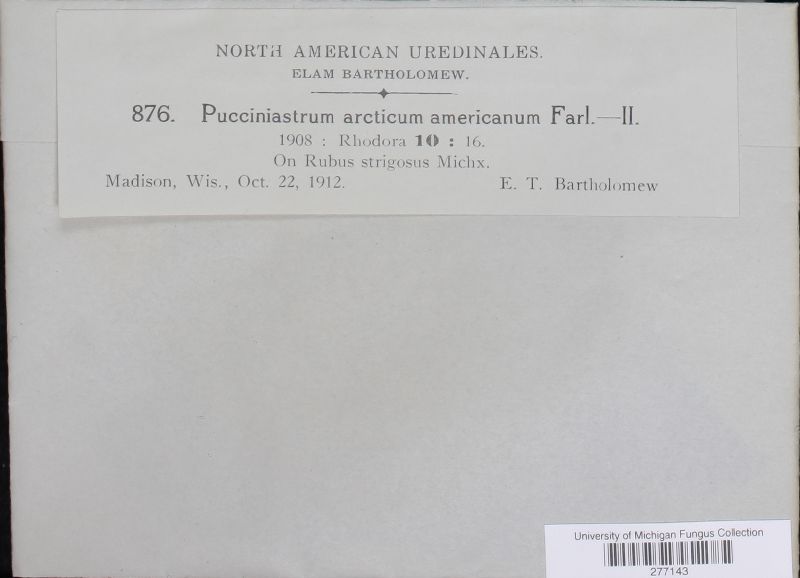 NORTH AMERICAN UREDINALES.
ELAM BARTHOLOMEW.
876. Pucciniastrum arcticum americanum Farl.—II.
1908 : Rhodora 10 : 16.
On Rubus strigosus Michx.
Madison, Wis., Oct. 22, 1912. E. T. Bartholomew
University of Michigan Fungus Collection
277143